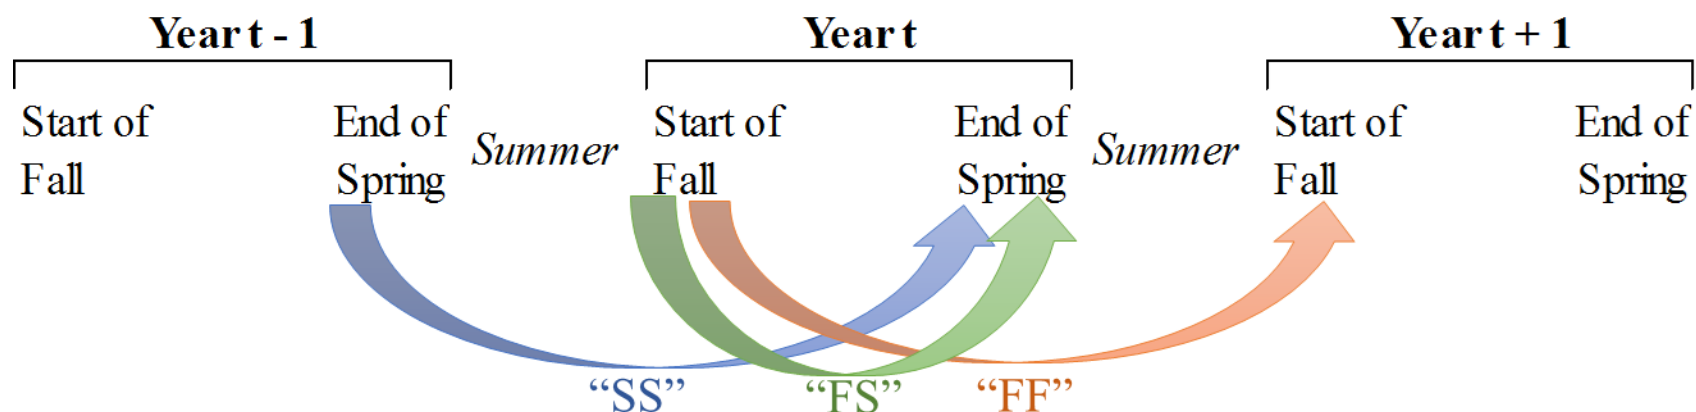 Year t - 1
Year t
Year t + 1
Start of
Fall
End of
Spring
Summer
Start of
Fall
End of
Spring
Summer
Start of
Fall
End of
Spring
“SS”
“FS”
“FF”